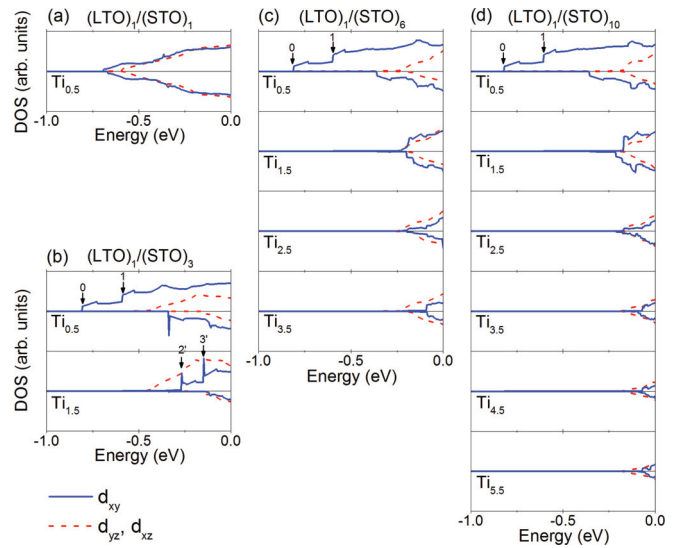 (a) (LTO)1/(STO)1
DOS (arb. units)
Ti0.5
-1.0 -0.5 0.0
Energy (eV)
(b) (LTO)1/(STO)3
DOS (arb. units)
0 1
Ti0.5
2' 3'
Ti1.5
-1.0 -0.5 0.0
Energy (eV)
dxy
dyz, dxz
(c) (LTO)1/(STO)6
0 1
Ti0.5
Ti1.5
Ti2.5
Ti3.5
-1.0 -0.5 0.0
Energy (eV)
(d) (LTO)1/(STO)10
0 1
Ti0.5
Ti1.5
Ti2.5
Ti3.5
Ti4.5
Ti5.5
-1.0 -0.5 0.0
Energy (eV)